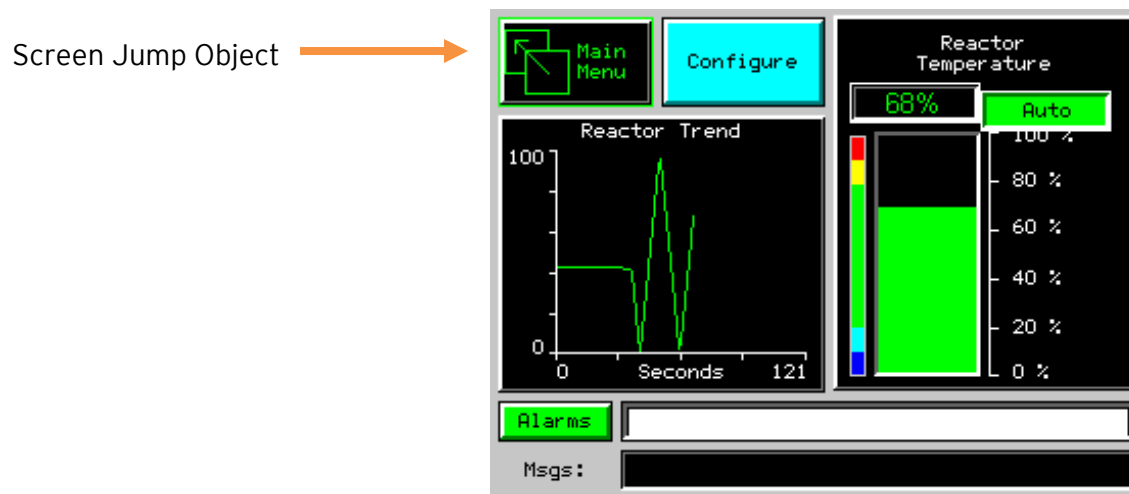 Screen Jump Object
Main
Menu
Configure
Reactor
Temperature
68%
Auto
Reactor Trend
100
0
0 Seconds 121
100 %
80 %
60 %
40 %
20 %
0 %
Alarms
Msgs: